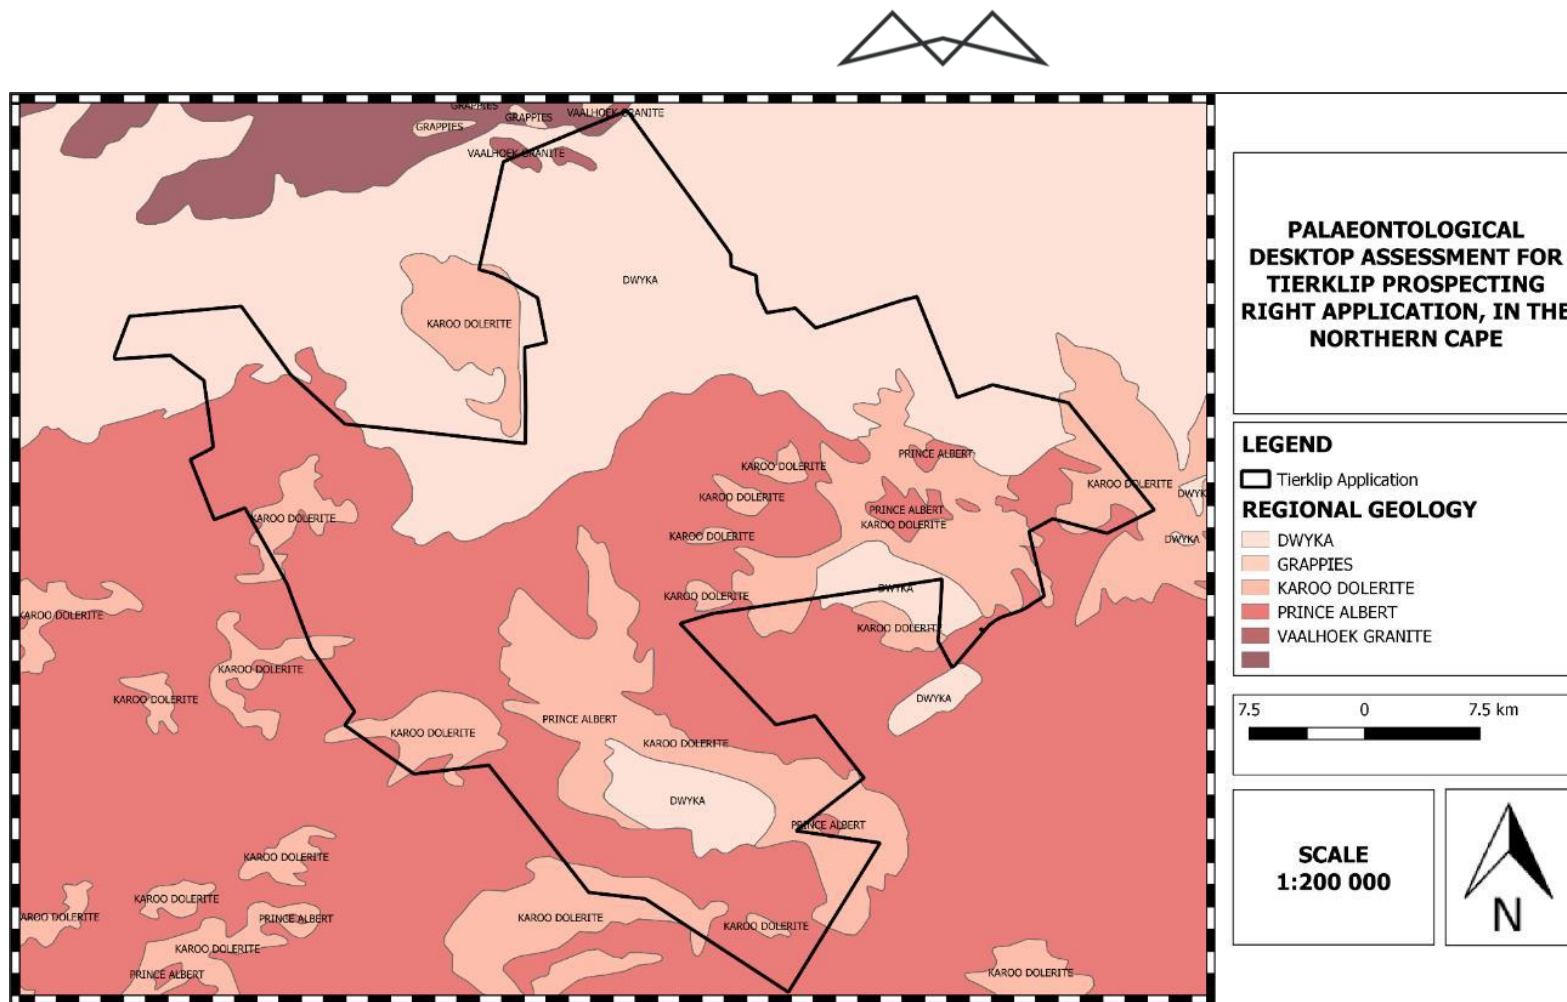 GRAPPIES
VAALHOEK GRANITE
GRAPPIES
GRAPPIES
VAALHOEK GRANITE
DWYKA
KAROO DOLERITE
PRINCE ALBERT
KAROO DOLERITE
KAROO DOLERITE
KAROO DOLERITE
DWYK
KAROO DOLERITE
PRINCE ALBERT
KAROO DOLERITE
KAROO DOLERITE
DWYKA
DWYKA
KAROO DOLERITE
KAROO DOLERITE
KAROO DOLERITE
KAROO DOLERITE
DWYKA
KAROO DOLERITE
PRINCE ALBERT
KAROO DOLERITE
KAROO DOLERITE
DWYKA
PRINCE ALBERT
KAROO DOLERITE
KAROO DOLERITE
AROO DOLERITE
PRINCE ALBERT
KAROO DOLERITE
KAROO DOLERITE
KAROO DOLERITE
PRINCE ALBERT
KAROO DOLERITE
PALAEONTOLOGICAL
DESKTOP ASSESSMENT FOR
TIERKLIP PROSPECTING
RIGHT APPLICATION, IN THE
NORTHERN CAPE
LEGEND
Tierklip Application
REGIONAL GEOLOGY
DWYKA
GRAPPIES
KAROO DOLERITE
PRINCE ALBERT
VAALHOEK GRANITE
7.5 0 7.5 km
SCALE
1:200 000
N